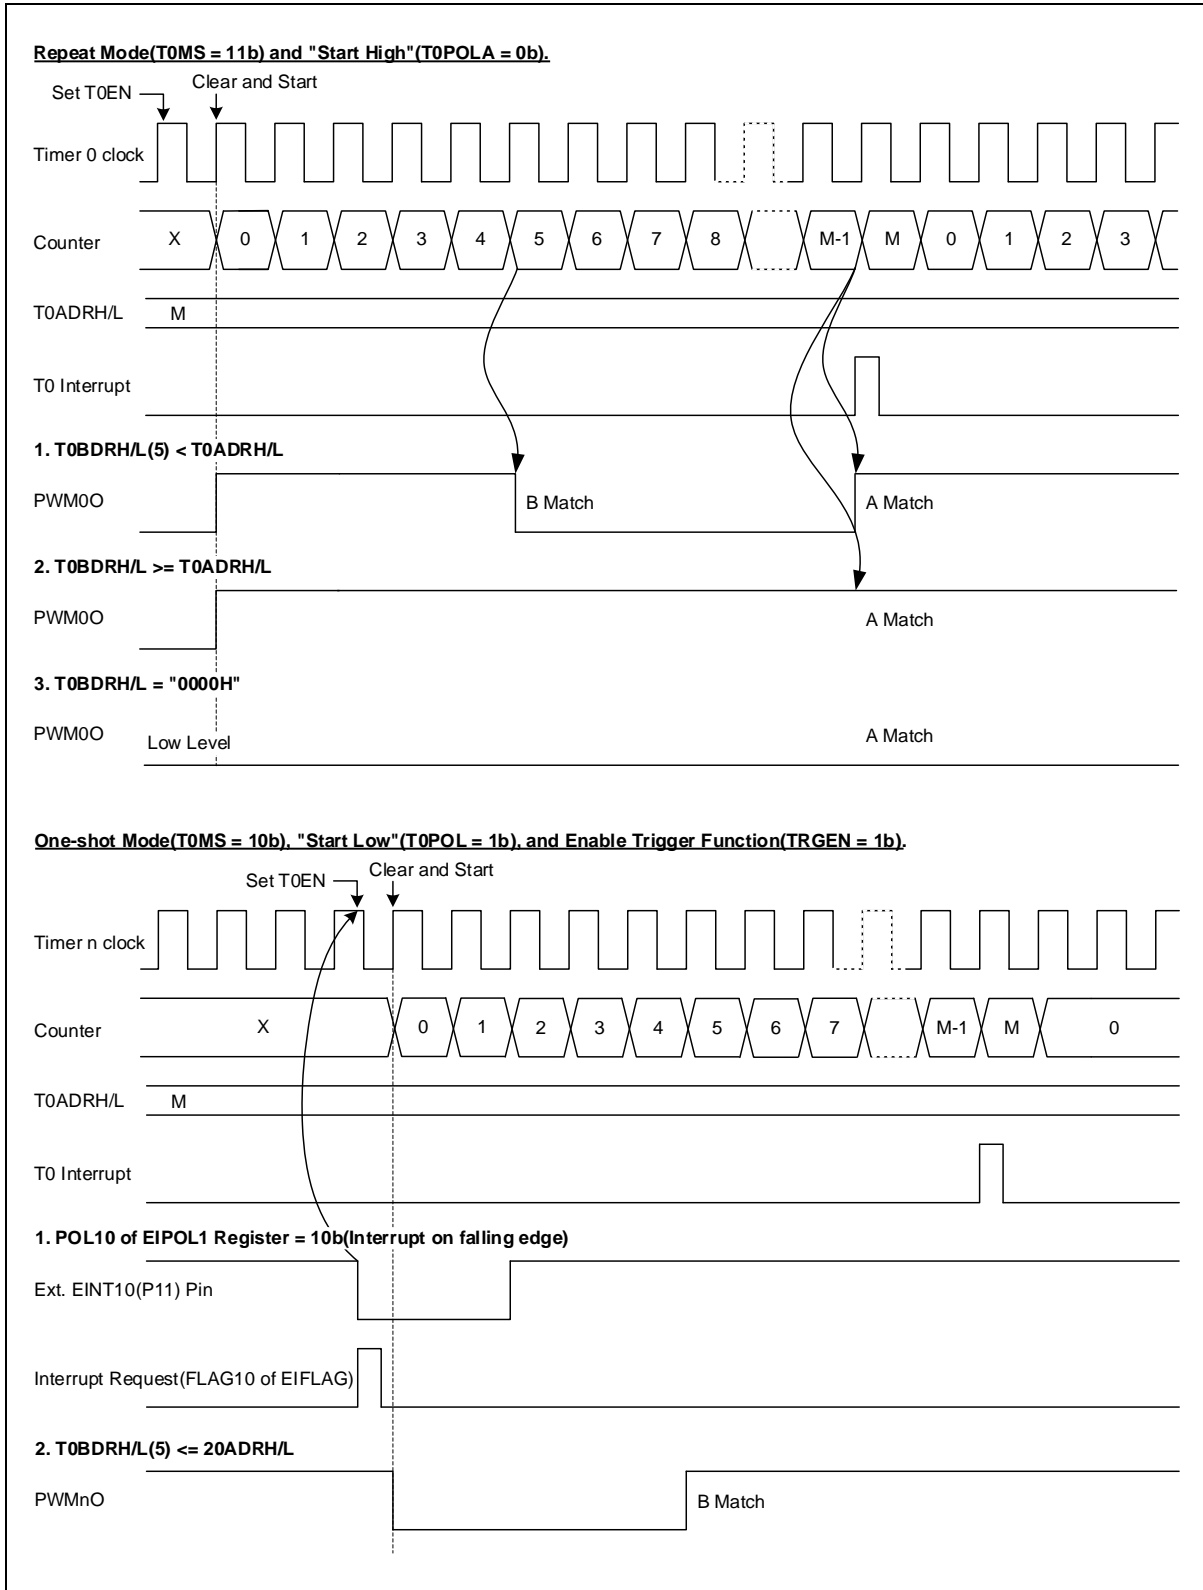 Repeat Mode(T0MS = 11b) and "Start High"(T0POLA = 0b).
Set T0EN
Clear and Start
Timer 0 clock
Counter X 0 1 2 3 4 5 6 7 8 M-1 M 0 1 2 3
T0ADRH/L M
T0 Interrupt
1. T0BDRH/L(5) < T0ADRH/L
PWM0O B Match A Match
2. T0BDRH/L >= T0ADRH/L
PWM0O A Match
3. T0BDRH/L = "0000H"
PWM0O Low Level A Match
One-shot Mode(T0MS = 10b), "Start Low"(T0POL = 1b), and Enable Trigger Function(TRGEN = 1b).
Set T0EN
Clear and Start
Timer n clock
Counter X 0 1 2 3 4 5 6 7 M-1 M 0
T0ADRH/L M
T0 Interrupt
1. POL10 of EIPOL1 Register = 10b(Interrupt on falling edge)
Ext. EINT10(P11) Pin
Interrupt Request(FLAG10 of EIFLAG)
2. T0BDRH/L(5) <= 20ADRH/L
PWMnO B Match